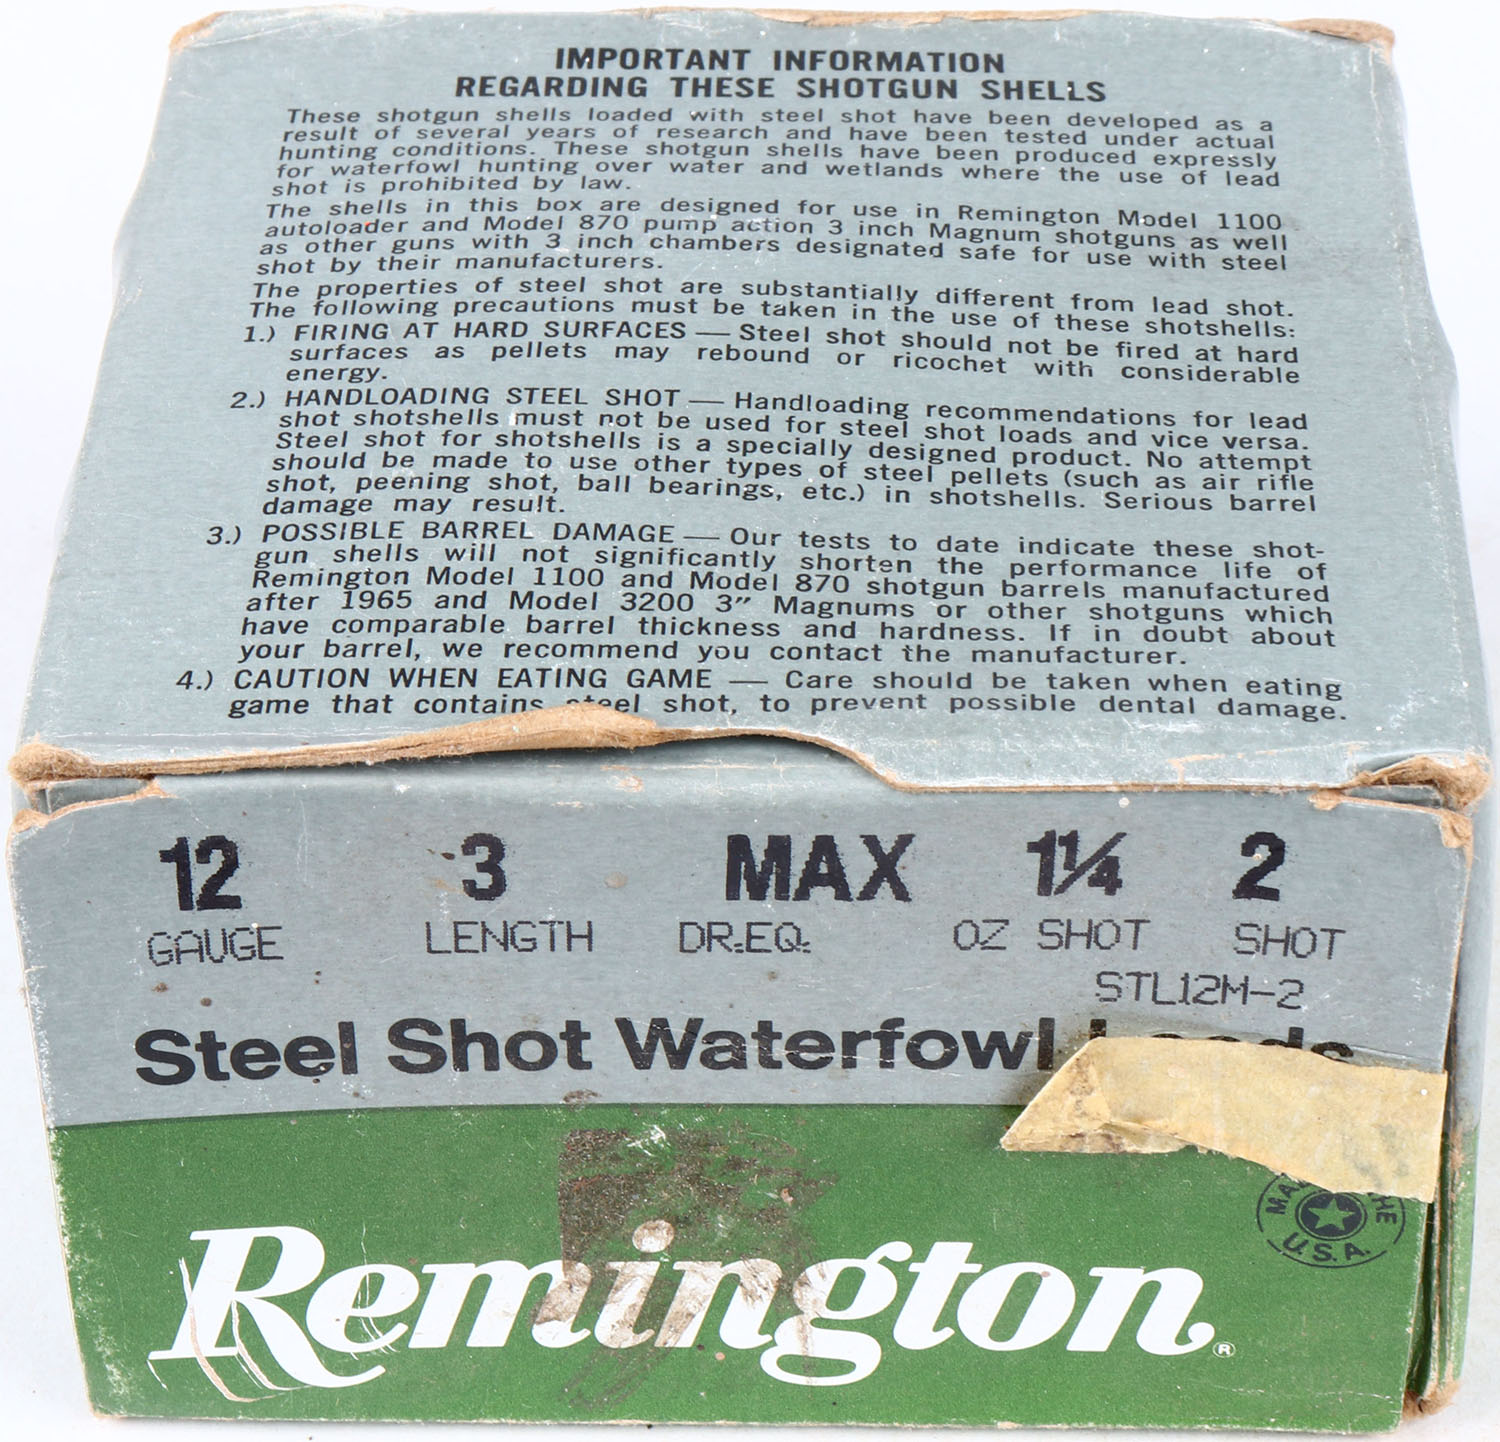 IMPORTANT INFORMATION
REGARDING THESE SHOTGUN SHELLS
These shotgun shells loaded with steel shot have been developed as a
result of several years of research and have been tested under actual
hunting conditions. These shotgun shells have been produced expressly
for waterfowl hunting over water and wetlands where the use of lead
shot is prohibited by law.
The shells in this box are designed for use in Remington Model 1100
autoloader and Model 870 pump action 3 inch Magnum shotguns as well
as other guns with 3 inch chambers designated safe for use with steel
shot by their manufacturers.
The properties of steel shot are substantially different from lead shot.
The following precautions must be taken in the use of these shotshells:
1.) FIRING AT HARD SURFACES — Steel shot should not be fired at hard
surfaces as pellets may rebound or ricochet with considerable
energy.
2.) HANDLOADING STEEL SHOT — Handloading recommendations for lead
shot shotshells must not be used for steel shot loads and vice versa.
Steel shot for shotshells is a specially designed product. No attempt
should be made to use other types of steel pellets (such as air rifle
shot, peening shot, ball bearings, etc.) in shotshells. Serious barrel
damage may result.
3.) POSSIBLE BARREL DAMAGE — Our tests to date indicate these shot-
gun shells will not significantly shorten the performance life of
Remington Model 1100 and Model 870 shotgun barrels manufactured
after 1965 and Model 3200 3" Magnums or other shotguns which
have comparable barrel thickness and hardness. If in doubt about
your barrel, we recommend you contact the manufacturer.
4.) CAUTION WHEN EATING GAME — Care should be taken when eating
game that contains steel shot, to prevent possible dental damage.
12 3 MAX 1¼ 2
GAUGE LENGTH DR.EQ. OZ SHOT SHOT
STL12M-2
Steel Shot Waterfowl Loads
U.S.A.
Remington®